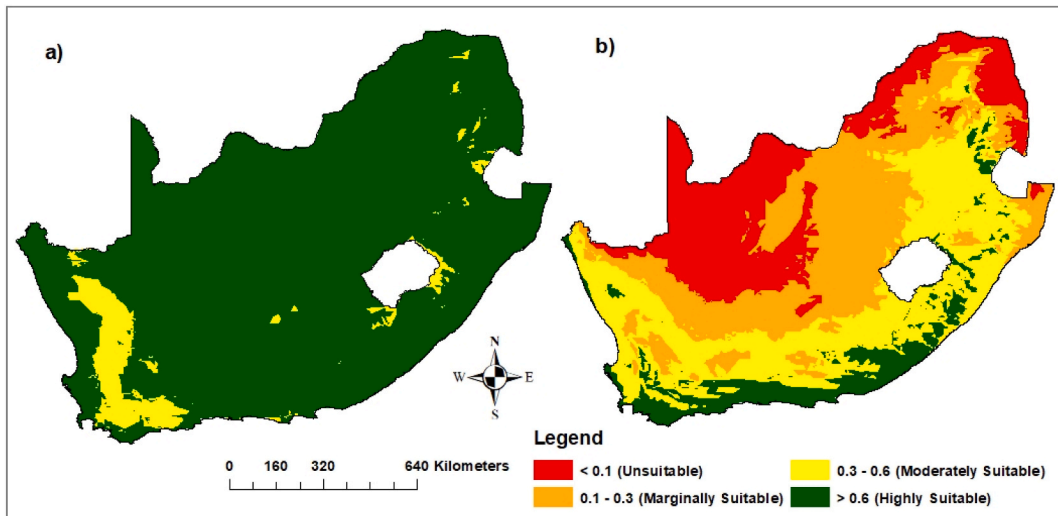 a)
b)
N
W E
S
0 160 320 640 Kilometers
Legend
< 0.1 (Unsuitable)
0.1 - 0.3 (Marginally Suitable)
0.3 - 0.6 (Moderately Suitable)
> 0.6 (Highly Suitable)